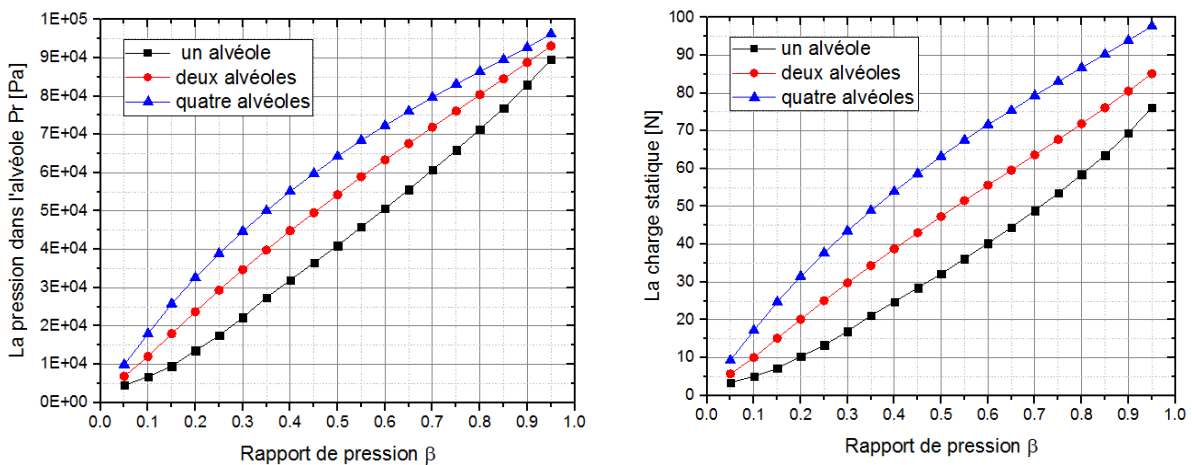 La pression dans l'alvéole Pr [Pa]
1E+05
9E+04
8E+04
7E+04
6E+04
5E+04
4E+04
3E+04
2E+04
1E+04
0E+00
un alvéole
deux alvéoles
quatre alvéoles
0.0 0.1 0.2 0.3 0.4 0.5 0.6 0.7 0.8 0.9 1.0
Rapport de pression β
La charge statique [N]
100
90
80
70
60
50
40
30
20
10
0
un alvéole
deux alvéoles
quatre alvéoles
0.0 0.1 0.2 0.3 0.4 0.5 0.6 0.7 0.8 0.9 1.0
Rapport de pression β